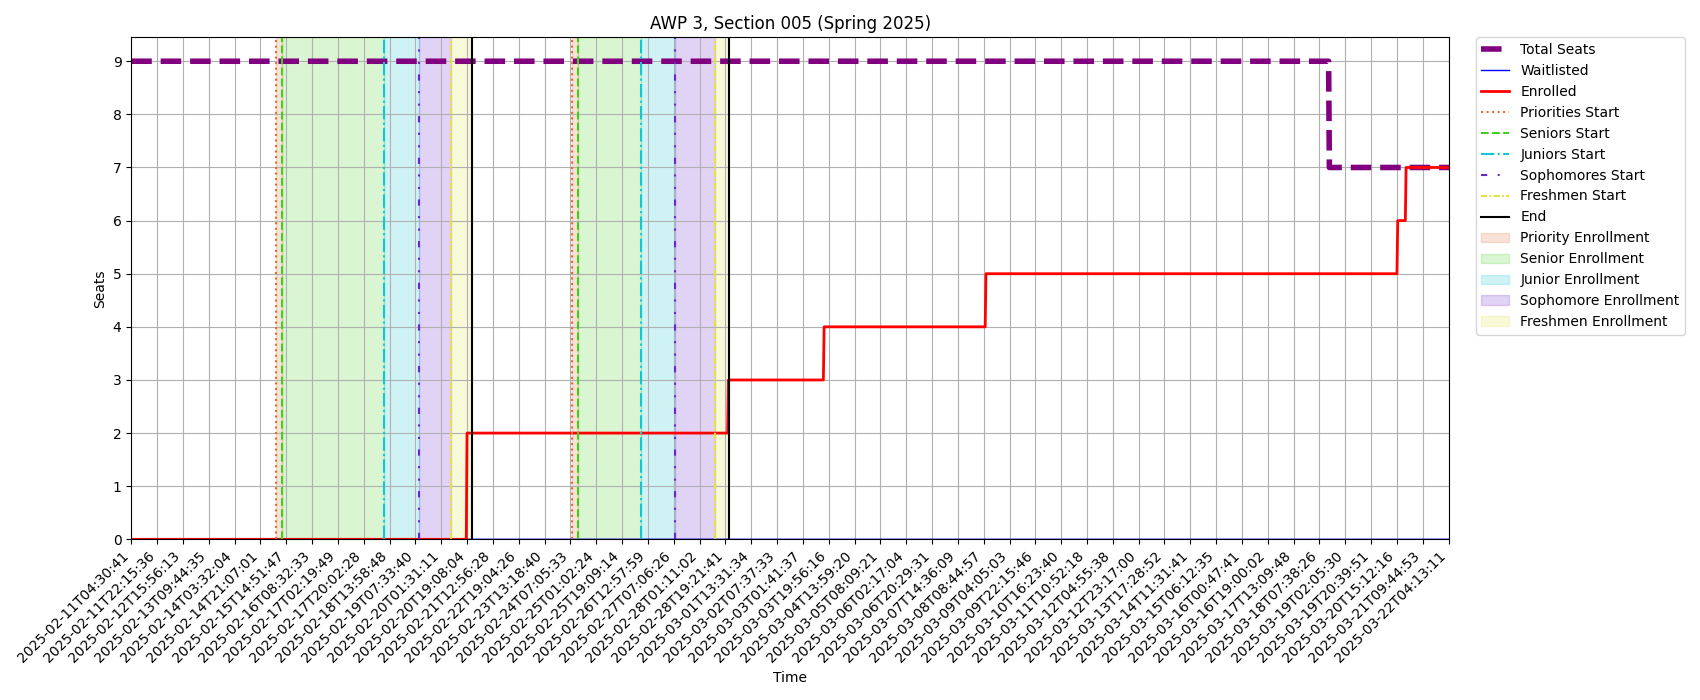 AWP 3, Section 005 (Spring 2025)
Seats
9
8
7
6
5
4
3
2
1
0
2025-02-11T04:30:41
2025-02-11T22:15:36
2025-02-12T15:56:13
2025-02-13T09:44:35
2025-02-14T03:32:04
2025-02-14T21:07:01
2025-02-15T14:51:47
2025-02-16T08:32:33
2025-02-17T02:19:49
2025-02-17T20:02:28
2025-02-18T13:58:48
2025-02-19T07:33:40
2025-02-20T01:31:11
2025-02-20T19:08:04
2025-02-21T12:56:28
2025-02-22T19:04:26
2025-02-23T13:18:40
2025-02-24T07:05:33
2025-02-25T01:02:24
2025-02-25T19:09:14
2025-02-26T12:57:59
2025-02-27T07:06:26
2025-02-28T01:11:02
2025-02-28T19:21:41
2025-03-01T13:31:34
2025-03-02T07:37:33
2025-03-03T01:41:37
2025-03-03T19:56:16
2025-03-04T13:59:20
2025-03-05T08:09:21
2025-03-06T02:17:04
2025-03-06T20:29:31
2025-03-07T14:36:09
2025-03-08T08:44:57
2025-03-09T04:05:03
2025-03-09T22:15:46
2025-03-10T16:23:40
2025-03-11T10:52:18
2025-03-12T04:55:38
2025-03-12T23:17:00
2025-03-13T17:28:52
2025-03-14T11:31:41
2025-03-15T06:12:35
2025-03-16T00:47:41
2025-03-16T19:00:02
2025-03-17T13:09:48
2025-03-18T07:38:26
2025-03-19T02:05:30
2025-03-19T20:39:51
2025-03-20T15:12:16
2025-03-21T09:44:53
2025-03-22T04:13:11
Time
Total Seats
Waitlisted
Enrolled
Priorities Start
Seniors Start
Juniors Start
Sophomores Start
Freshmen Start
End
Priority Enrollment
Senior Enrollment
Junior Enrollment
Sophomore Enrollment
Freshmen Enrollment